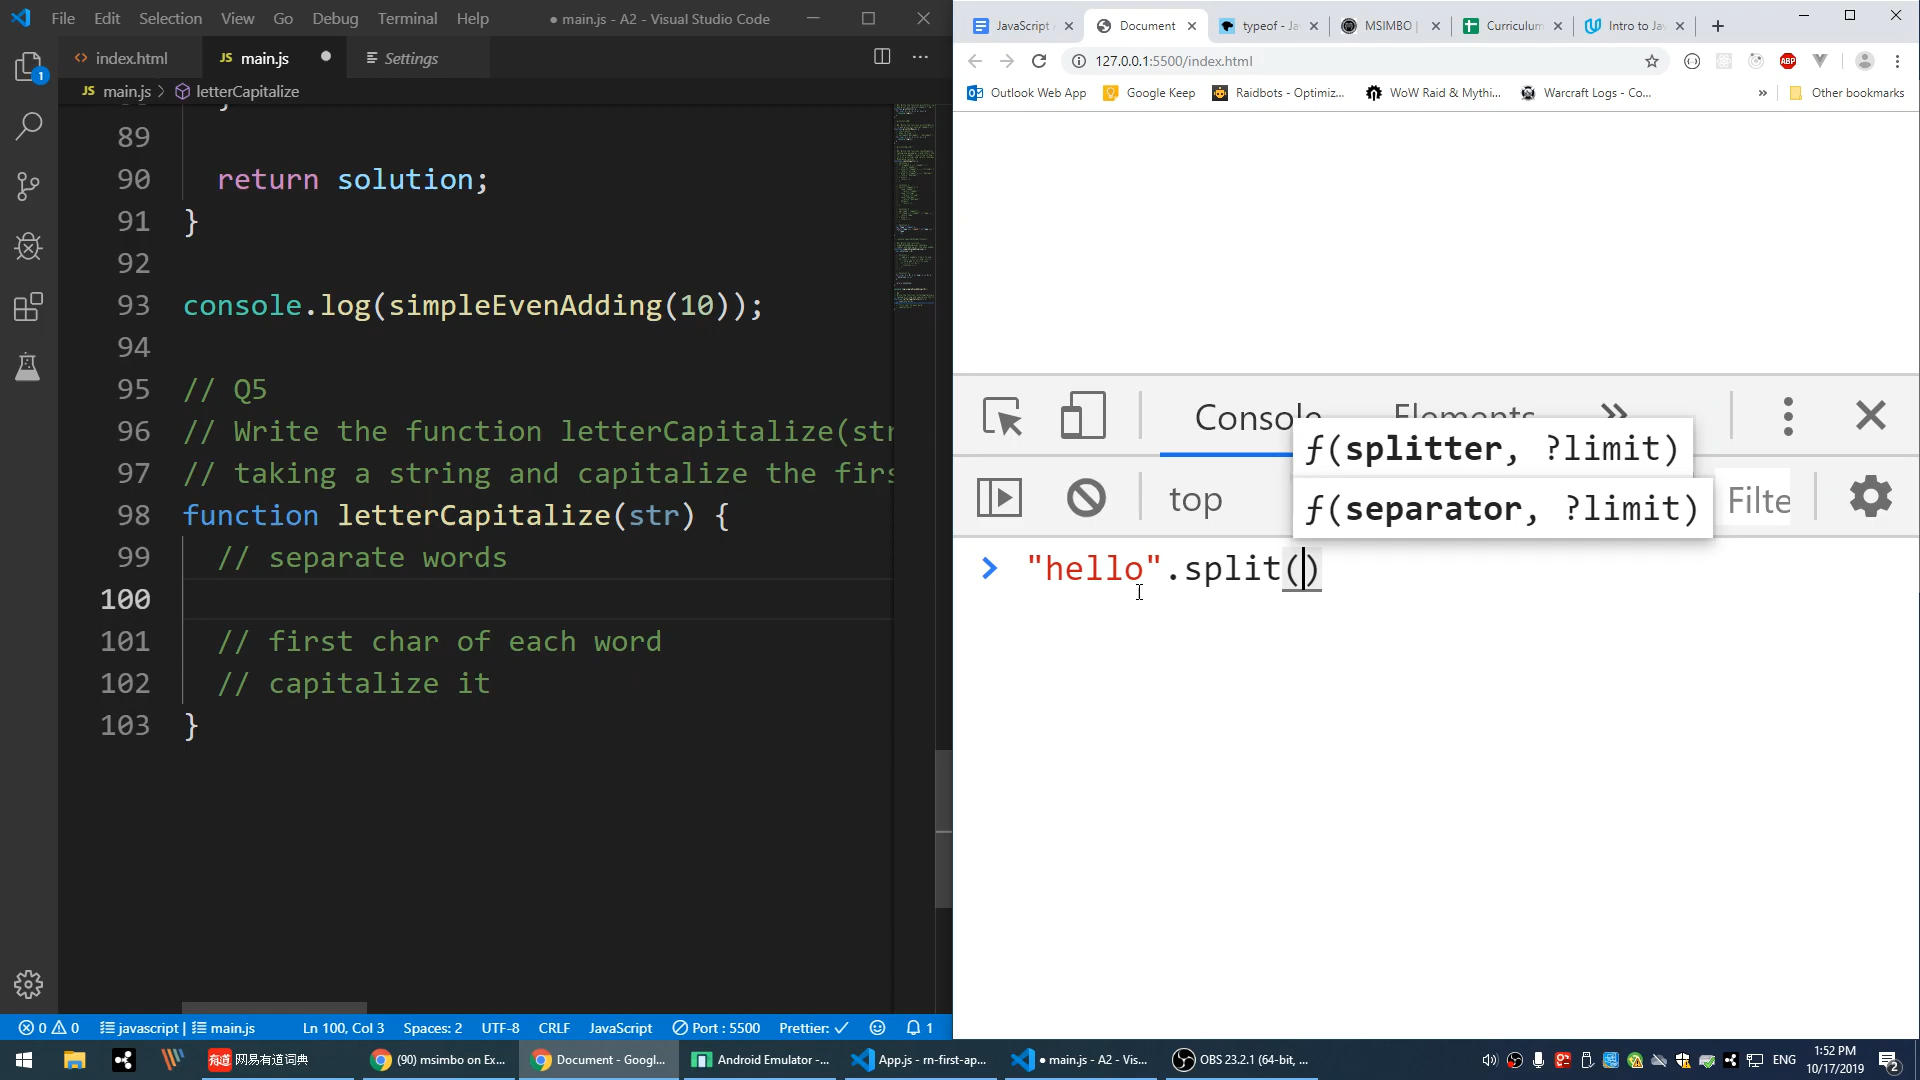 File Edit Selection View Go Debug Terminal Help
● main.js - A2 - Visual Studio Code
index.html
JS main.js ●
Settings
JS main.js > letterCapitalize
89
90 return solution;
91 }
92
93 console.log(simpleEvenAdding(10));
94
95 // Q5
96 // Write the function letterCapitalize(str
97 // taking a string and capitalize the firs
98 function letterCapitalize(str) {
99 // separate words
100
101 // first char of each word
102 // capitalize it
103 }
1
0 0 javascript | main.js Ln 100, Col 3 Spaces: 2 UTF-8 CRLF JavaScript Port : 5500 Prettier: ✓ 1
JavaScript
Document
typeof - Ja
MSIMBO |
Curriculum
Intro to Jav
127.0.0.1:5500/index.html
ABP
Outlook Web App
Google Keep
Raidbots - Optimiz...
WoW Raid & Mythi...
Warcraft Logs - Co...
»
Other bookmarks
Console Elements »
ƒ(splitter, ?limit)
ƒ(separator, ?limit)
top
Filte
> "hello".split()
有道 网易有道词典
(90) msimbo on Ex...
Document - Googl...
Android Emulator -...
App.js - rn-first-ap...
● main.js - A2 - Vis...
OBS 23.2.1 (64-bit, ...
ENG
1:52 PM
10/17/2019
2